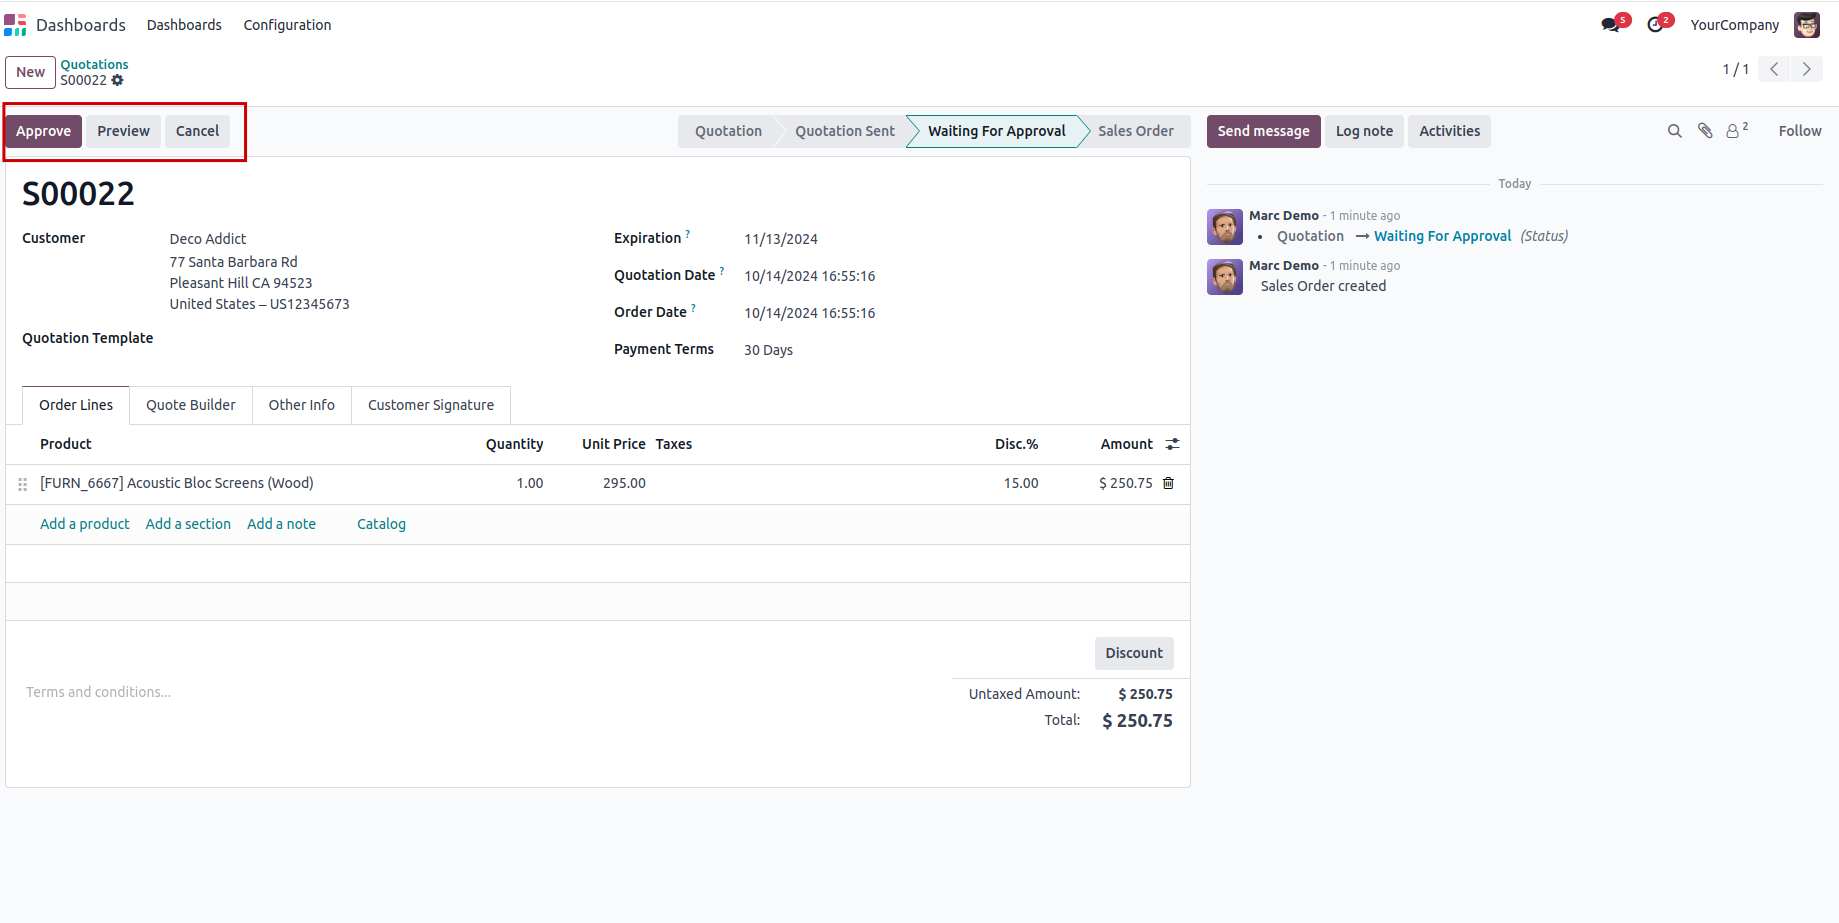 Dashboards Dashboards Configuration 5 2 YourCompany
New Quotations
S00022 1 / 1
Approve Preview Cancel Quotation Quotation Sent Waiting For Approval Sales Order Send message Log note Activities 2 Follow
S00022
Customer Deco Addict
77 Santa Barbara Rd
Pleasant Hill CA 94523
United States – US12345673
Quotation Template
Expiration ? 11/13/2024
Quotation Date ? 10/14/2024 16:55:16
Order Date ? 10/14/2024 16:55:16
Payment Terms 30 Days
Order Lines Quote Builder Other Info Customer Signature
Product Quantity Unit Price Taxes Disc.% Amount
[FURN_6667] Acoustic Bloc Screens (Wood) 1.00 295.00 15.00 $ 250.75
Add a product Add a section Add a note Catalog
Discount
Terms and conditions...
Untaxed Amount: $ 250.75
Total: $ 250.75
Today
Marc Demo - 1 minute ago
• Quotation → Waiting For Approval (Status)
Marc Demo - 1 minute ago
Sales Order created